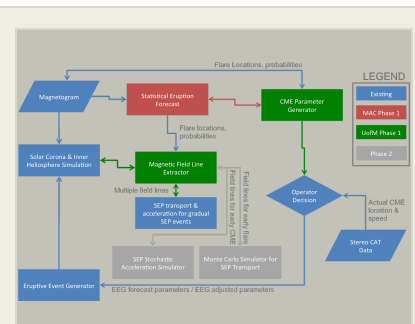 Flare Locations, probabilities
LEGEND
Existing
MAC Phase 1
UofM Phase 1
Phase 2
Magnetogram
Statistical Eruption
Forecast
CME Parameter
Generator
Flare locations,
probabilities
Solar Corona & Inner
Heliosphere Simulation
Magnetic Field Line
Extractor
Multiple field lines
Field lines
for early CME
Field lines
for early flare
SEP transport &
acceleration for gradual
SEP events
Operator
Decision
Actual CME
location &
speed
SEP Stochastic
Acceleration Simulator
Monte Carlo Simulator for
SEP Transport
Stereo CAT
Data
Eruptive Event Generator
EEG forecast parameters / EEG adjusted parameters